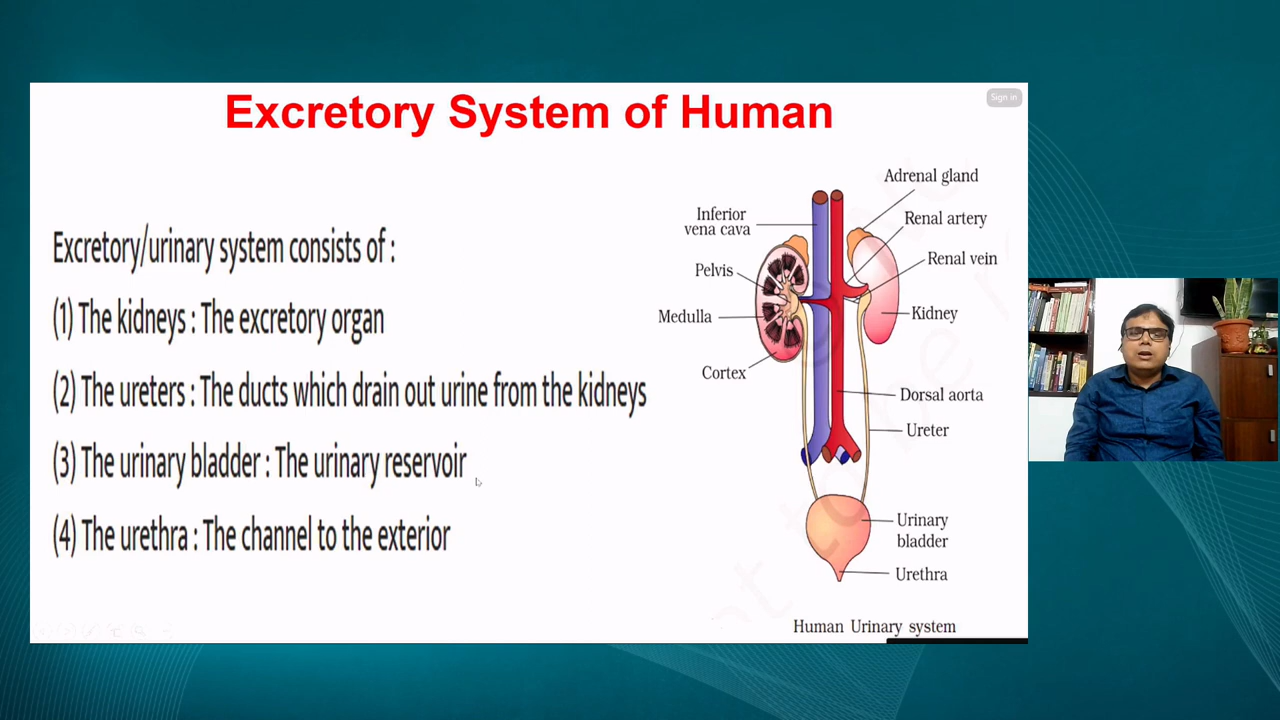 Excretory System of Human
Sign in
Excretory/urinary system consists of :
(1) The kidneys : The excretory organ
(2) The ureters : The ducts which drain out urine from the kidneys
(3) The urinary bladder : The urinary reservoir
(4) The urethra : The channel to the exterior
Adrenal gland
Inferior
vena cava
Renal artery
Renal vein
Pelvis
Medulla
Kidney
Cortex
Dorsal aorta
Ureter
Urinary
bladder
Urethra
Human Urinary system